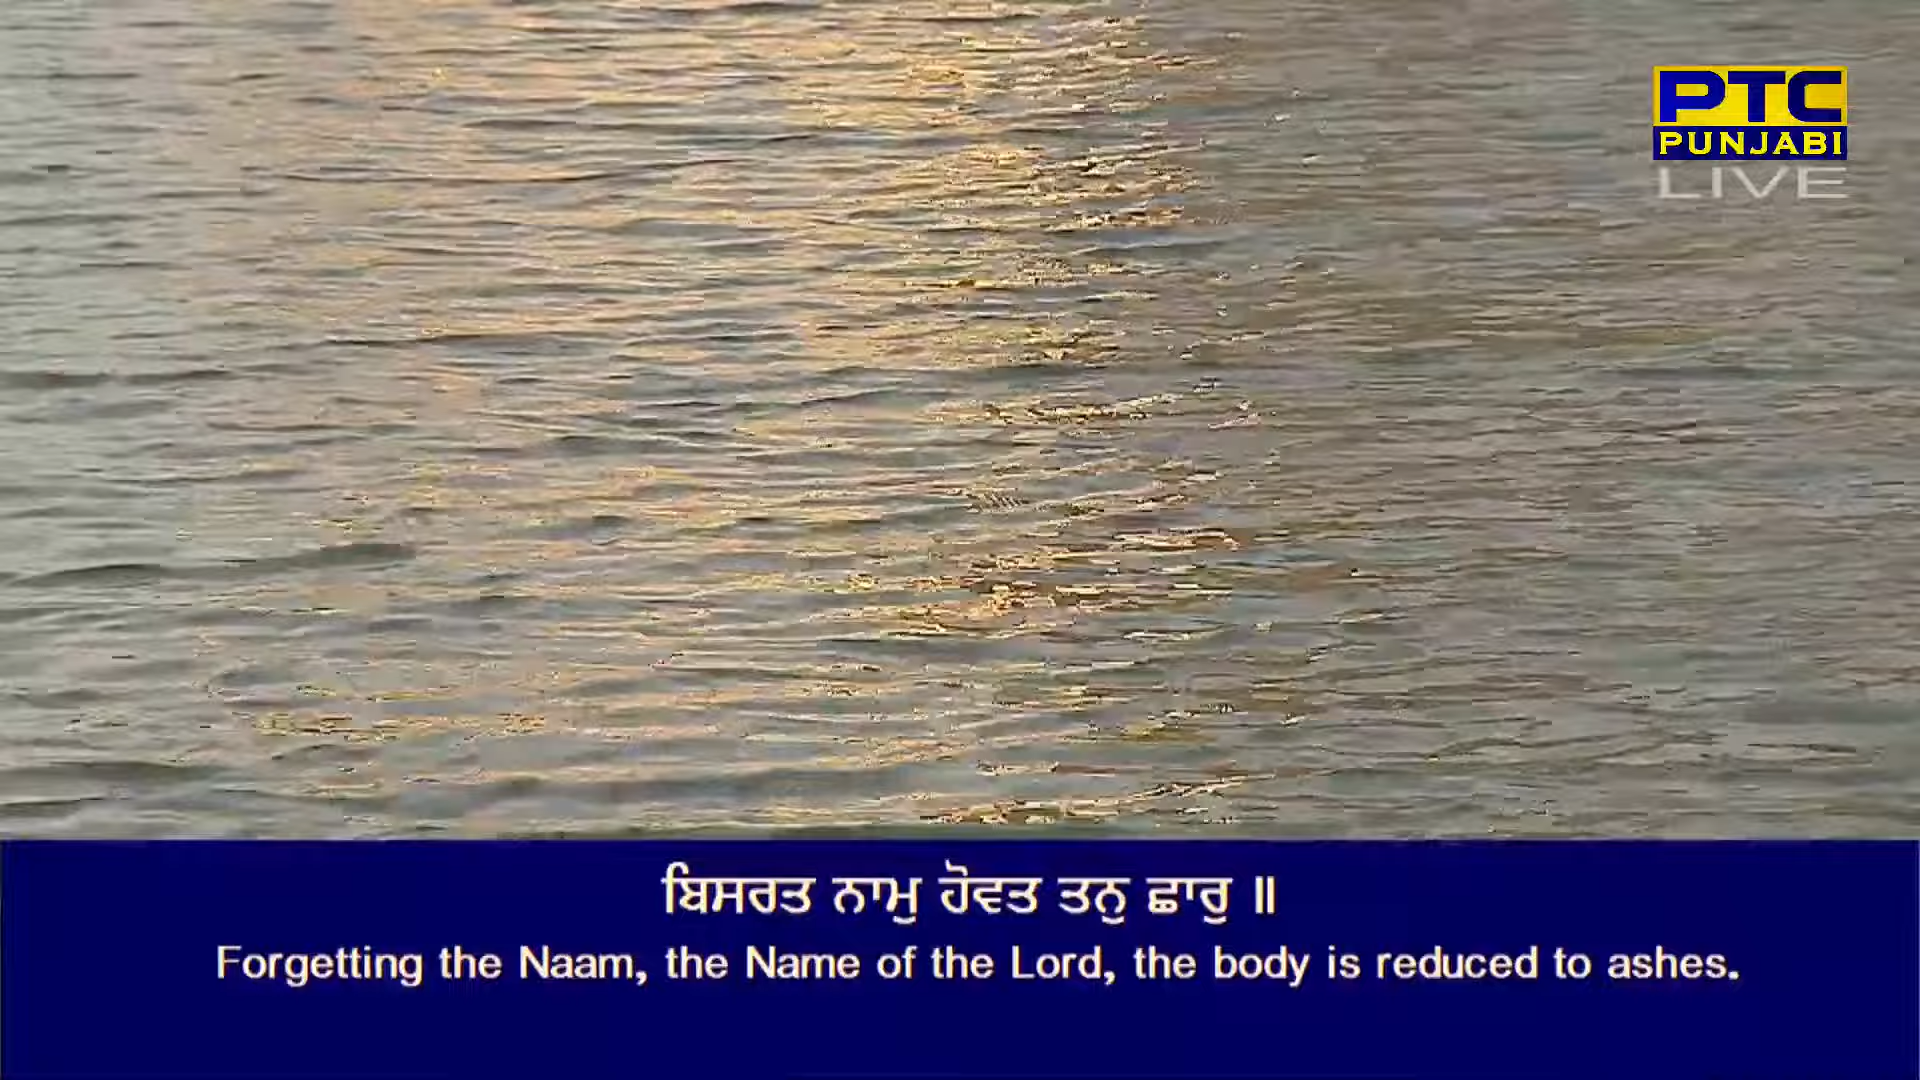 PTC
PUNJABI
LIVE
ਬਿਸਰਤ ਨਾਮੁ ਹੋਵਤ ਤਨੁ ਛਾਰੁ ॥
Forgetting the Naam, the Name of the Lord, the body is reduced to ashes.